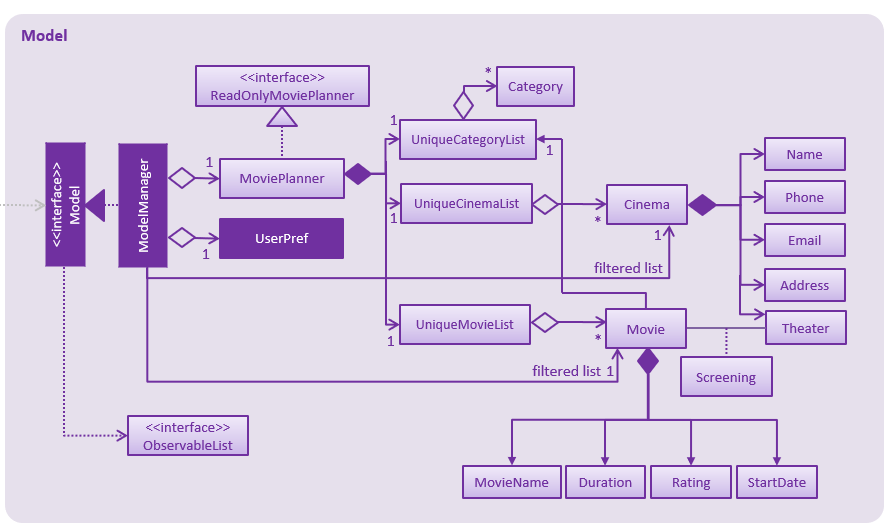 Model
<<interface>>
ReadOnlyMoviePlanner
*
Category
1
UniqueCategoryList
1
Name
<<interface>>
Model
ModelManager
1
MoviePlanner
UniqueCinemaList
1
*
Cinema
1
Phone
UserPref
1
Email
filtered list
Address
UniqueMovieList
1
*
Movie
Theater
filtered list 1
Screening
<<interface>>
ObservableList
MovieName
Duration
Rating
StartDate